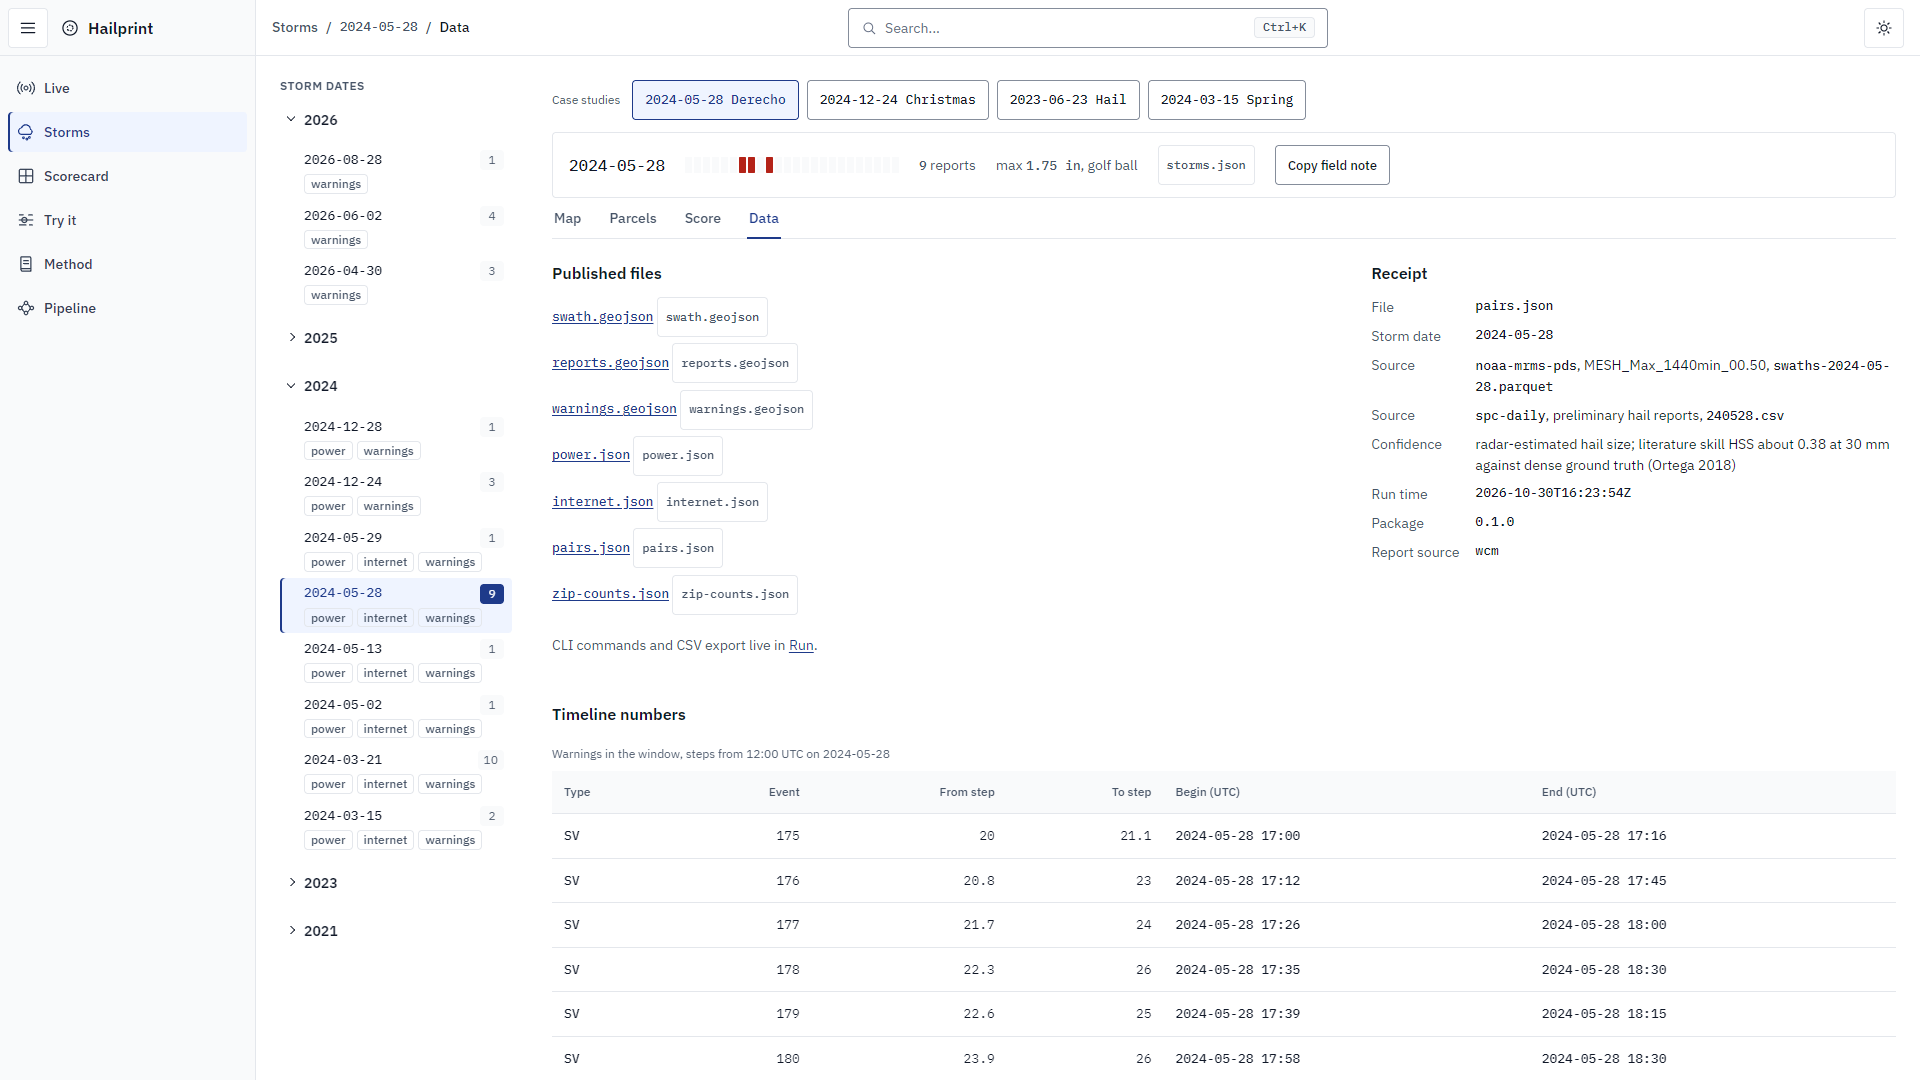 Hailprint
Storms / 2024-05-28 / Data
Search...
Ctrl+K
Live
Storms
Scorecard
Try it
Method
Pipeline
STORM DATES
2026
2026-08-28 1
warnings
2026-06-02 4
warnings
2026-04-30 3
warnings
2025
2024
2024-12-28 1
power warnings
2024-12-24 3
power warnings
2024-05-29 1
power internet warnings
2024-05-28 9
power internet warnings
2024-05-13 1
power internet warnings
2024-05-02 1
power internet warnings
2024-03-21 10
power internet warnings
2024-03-15 2
power internet warnings
2023
2021
Case studies 2024-05-28 Derecho 2024-12-24 Christmas 2023-06-23 Hail 2024-03-15 Spring
2024-05-28 9 reports max 1.75 in, golf ball storms.json Copy field note
Map Parcels Score Data
Published files
swath.geojson swath.geojson
reports.geojson reports.geojson
warnings.geojson warnings.geojson
power.json power.json
internet.json internet.json
pairs.json pairs.json
zip-counts.json zip-counts.json
CLI commands and CSV export live in Run.
Receipt
File pairs.json
Storm date 2024-05-28
Source noaa-mrms-pds, MESH_Max_1440min_00.50, swaths-2024-05-
28.parquet
Source spc-daily, preliminary hail reports, 240528.csv
Confidence radar-estimated hail size; literature skill HSS about 0.38 at 30 mm
against dense ground truth (Ortega 2018)
Run time 2026-10-30T16:23:54Z
Package 0.1.0
Report source wcm
Timeline numbers
Warnings in the window, steps from 12:00 UTC on 2024-05-28
Type Event From step To step Begin (UTC) End (UTC)
SV 175 20 21.1 2024-05-28 17:00 2024-05-28 17:16
SV 176 20.8 23 2024-05-28 17:12 2024-05-28 17:45
SV 177 21.7 24 2024-05-28 17:26 2024-05-28 18:00
SV 178 22.3 26 2024-05-28 17:35 2024-05-28 18:30
SV 179 22.6 25 2024-05-28 17:39 2024-05-28 18:15
SV 180 23.9 26 2024-05-28 17:58 2024-05-28 18:30